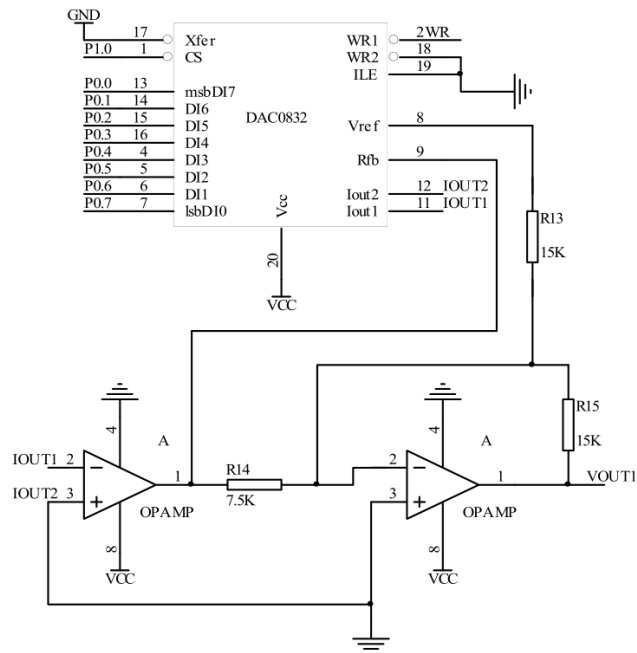 GND
17 Xfer WR1 2WR
P1.0 1 CS WR2 18
ILE 19
P0.0 13 msbDI7
P0.1 14 DI6
P0.2 15 DI5 DAC0832 Vref 8
P0.3 16 DI4
P0.4 4 DI3 Rfb 9
P0.5 5 DI2
P0.6 6 DI1 Iout2 12 IOUT2
P0.7 7 lsbDI0 Vcc Iout1 11 IOUT1
R13
15K
20
VCC
R15
15K
4 A 4 A
IOUT1 2 1 R14 2 1 VOUT1
IOUT2 3 7.5K 3
OPAMP OPAMP
8 8
VCC VCC